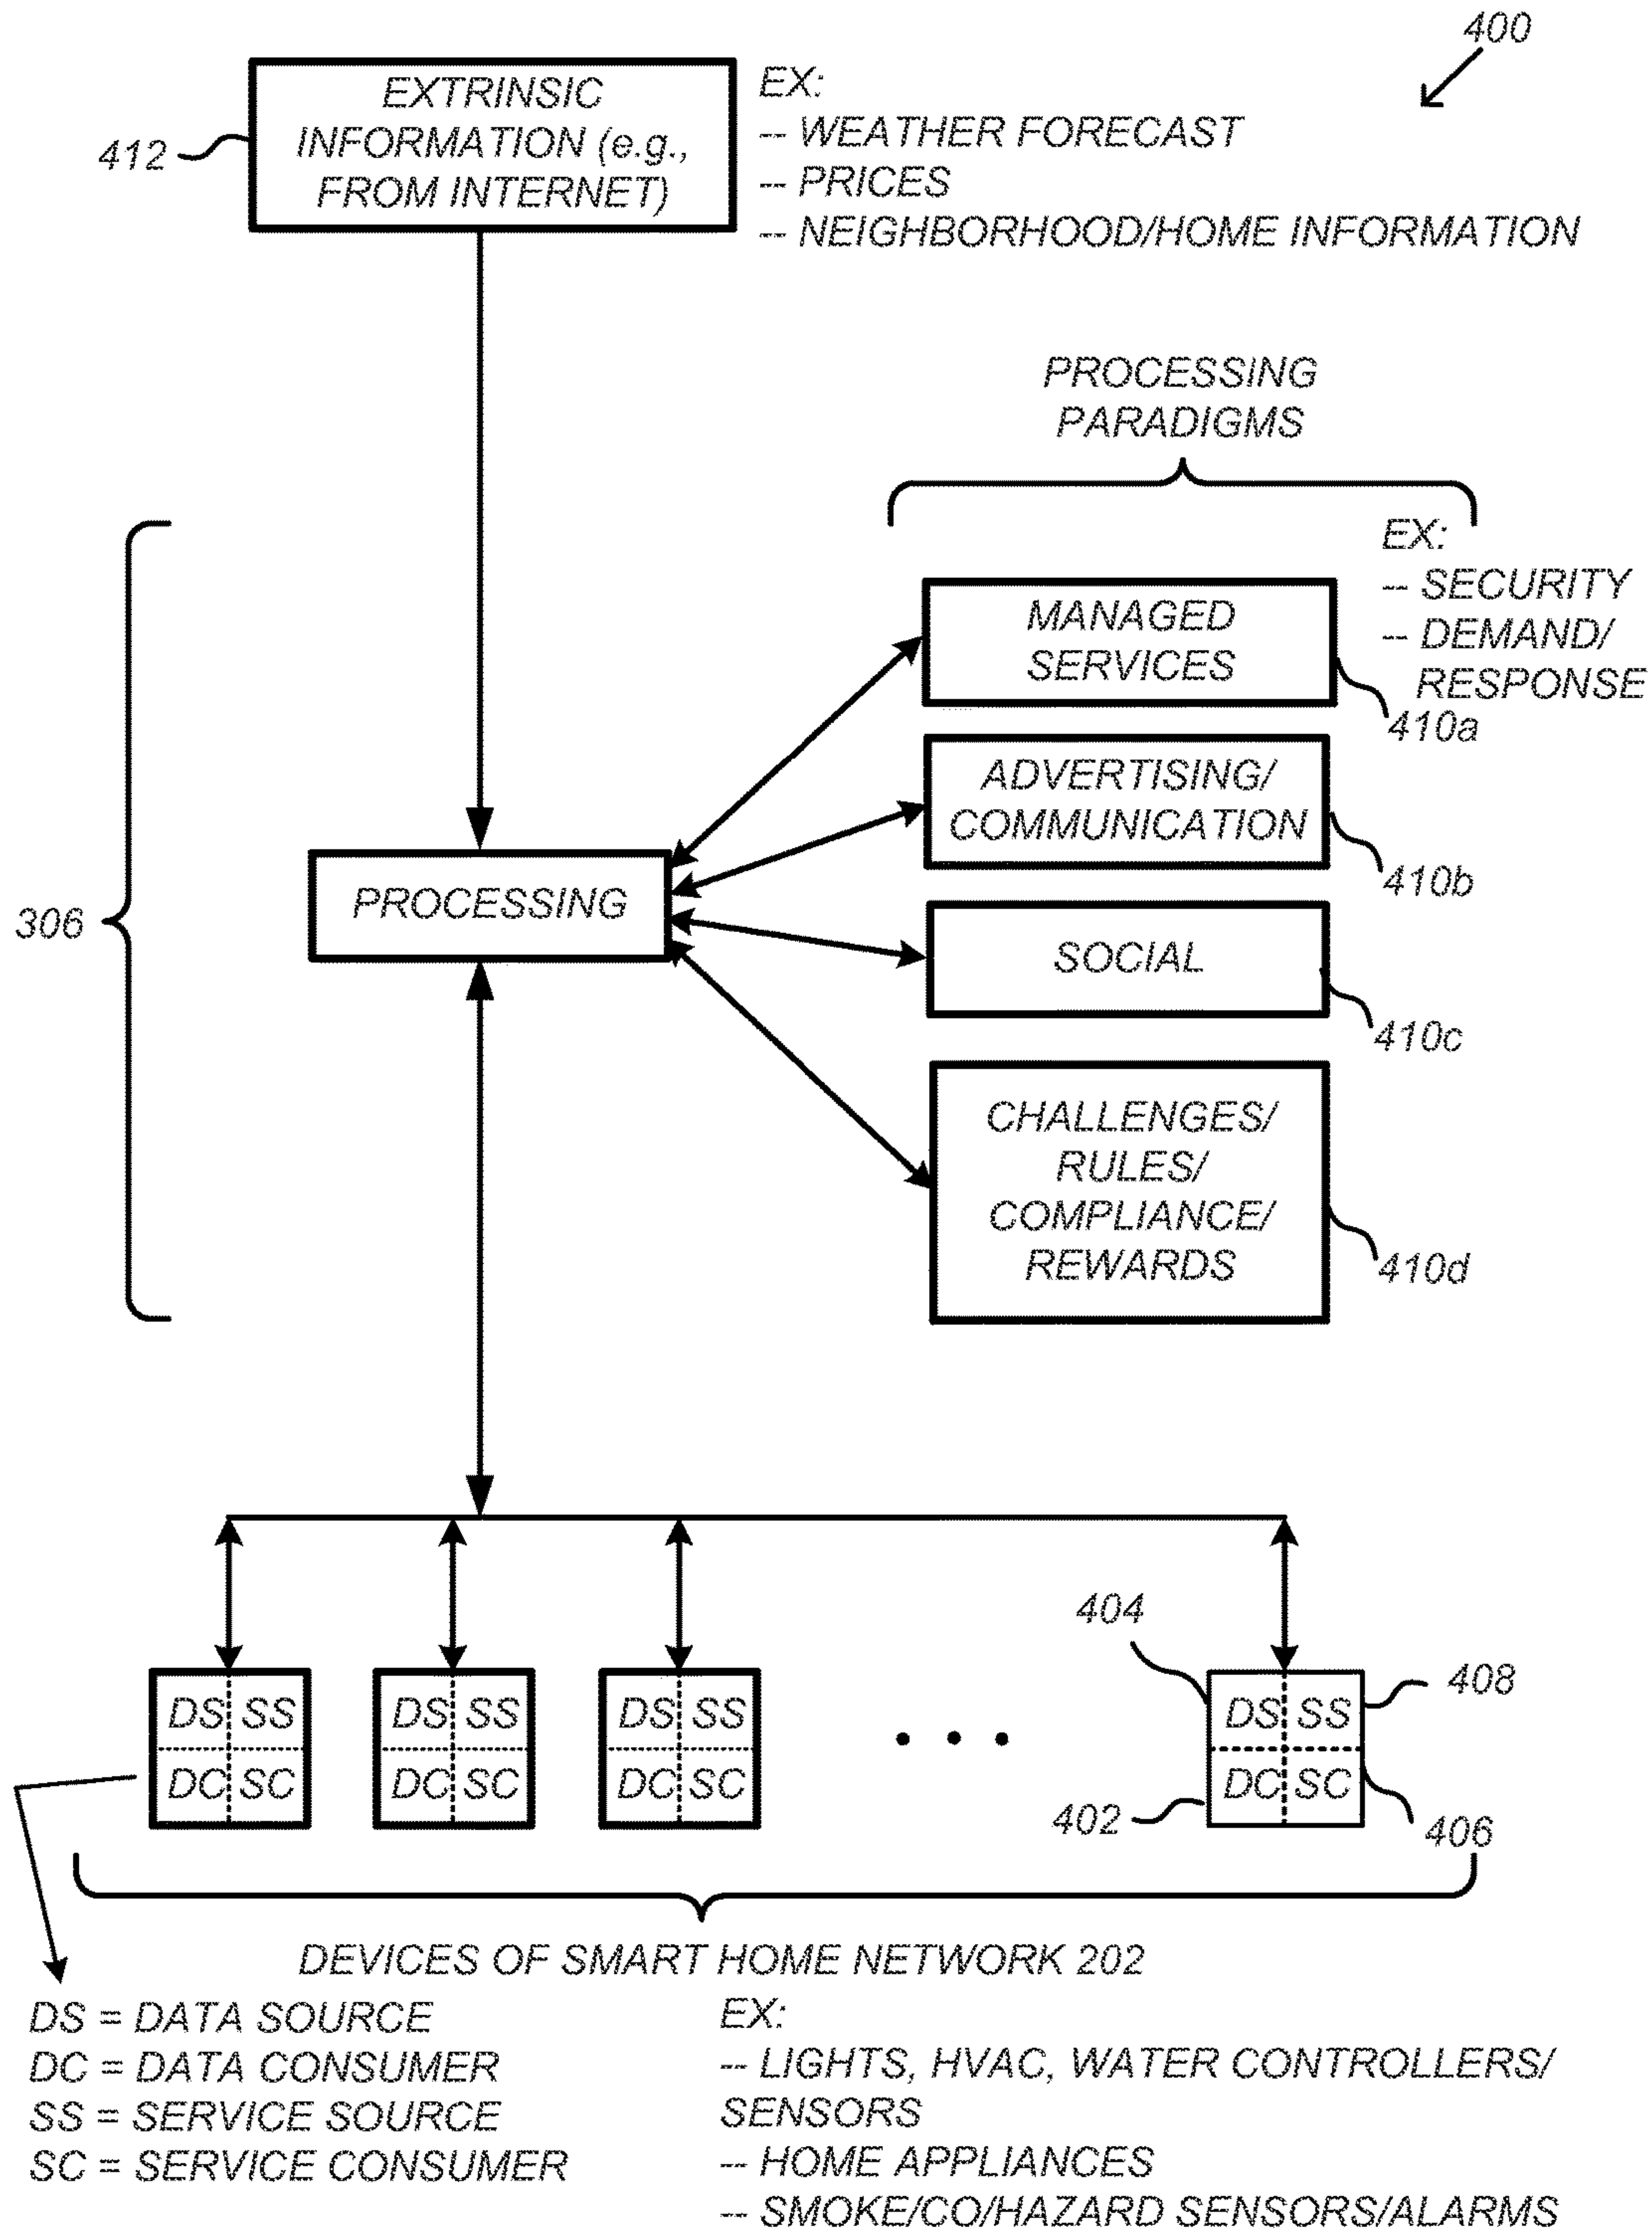 400
EXTRINSIC
INFORMATION (e.g.,
FROM INTERNET)
412
EX:
-- WEATHER FORECAST
-- PRICES
-- NEIGHBORHOOD/HOME INFORMATION
PROCESSING
PARADIGMS
EX:
-- SECURITY
-- DEMAND/
RESPONSE
MANAGED
SERVICES
410a
ADVERTISING/
COMMUNICATION
410b
306
PROCESSING
SOCIAL
410c
CHALLENGES/
RULES/
COMPLIANCE/
REWARDS
410d
404
408
DS SS
DC SC
DS SS
DC SC
DS SS
DC SC
DS SS
DC SC
402
406
DEVICES OF SMART HOME NETWORK 202
DS = DATA SOURCE
DC = DATA CONSUMER
SS = SERVICE SOURCE
SC = SERVICE CONSUMER
EX:
-- LIGHTS, HVAC, WATER CONTROLLERS/
SENSORS
-- HOME APPLIANCES
-- SMOKE/CO/HAZARD SENSORS/ALARMS